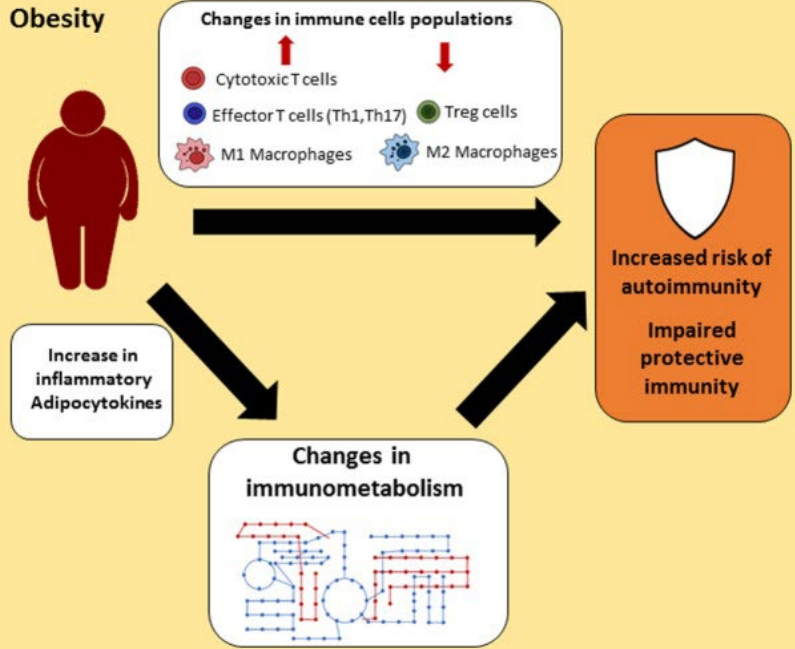 Obesity
Changes in immune cells populations
Cytotoxic T cells
Effector T cells (Th1,Th17)
Treg cells
M1 Macrophages
M2 Macrophages
Increased risk of
autoimmunity
Impaired
protective
immunity
Increase in
inflammatory
Adipocytokines
Changes in
immunometabolism